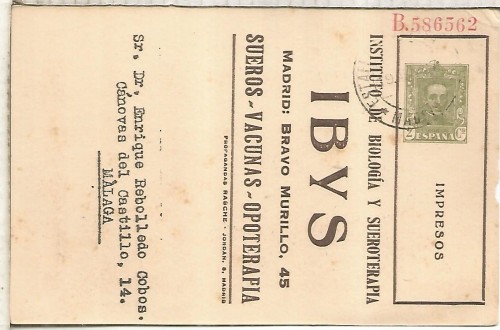 B.586562
ESPAÑA
IMPRESOS
INSTITUTO DE BIOLOGÍA Y SUEROTERAPIA
IBYS
MADRID: BRAVO MURILLO, 45
SUEROS-VACUNAS-OPOTERAPIA
PROPAGANDAS RASCHE - JORDÁN, 8, MADRID
Sr. Dr. Enrique Rebolledo Cobos.
Cánovas del Castillo, 14.
MÁLAGA